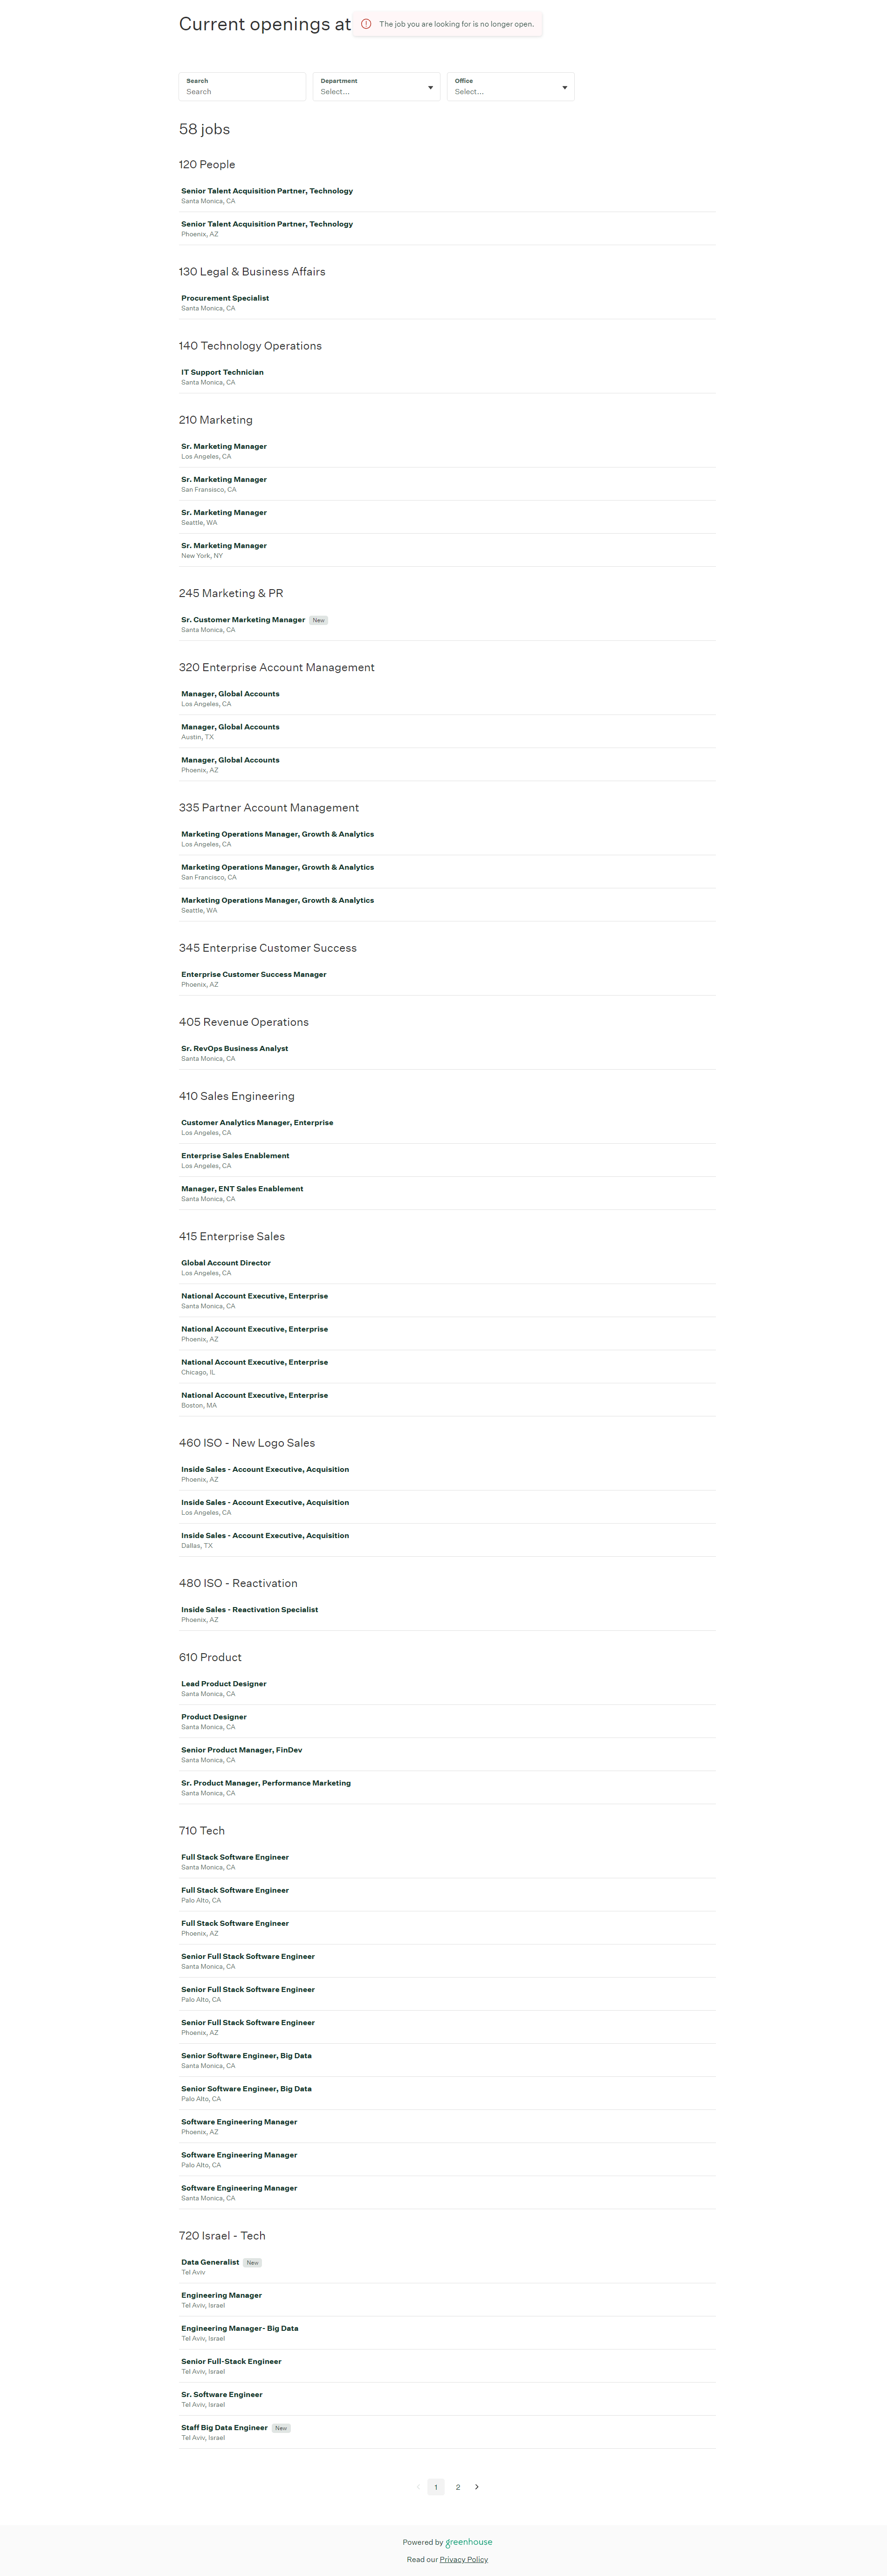 Current openings at
The job you are looking for is no longer open.
Search
Search
Department
Select...
Office
Select...
58 jobs
120 People
Senior Talent Acquisition Partner, Technology
Santa Monica, CA
Senior Talent Acquisition Partner, Technology
Phoenix, AZ
130 Legal & Business Affairs
Procurement Specialist
Santa Monica, CA
140 Technology Operations
IT Support Technician
Santa Monica, CA
210 Marketing
Sr. Marketing Manager
Los Angeles, CA
Sr. Marketing Manager
San Fransisco, CA
Sr. Marketing Manager
Seattle, WA
Sr. Marketing Manager
New York, NY
245 Marketing & PR
Sr. Customer Marketing Manager New
Santa Monica, CA
320 Enterprise Account Management
Manager, Global Accounts
Los Angeles, CA
Manager, Global Accounts
Austin, TX
Manager, Global Accounts
Phoenix, AZ
335 Partner Account Management
Marketing Operations Manager, Growth & Analytics
Los Angeles, CA
Marketing Operations Manager, Growth & Analytics
San Francisco, CA
Marketing Operations Manager, Growth & Analytics
Seattle, WA
345 Enterprise Customer Success
Enterprise Customer Success Manager
Phoenix, AZ
405 Revenue Operations
Sr. RevOps Business Analyst
Santa Monica, CA
410 Sales Engineering
Customer Analytics Manager, Enterprise
Los Angeles, CA
Enterprise Sales Enablement
Los Angeles, CA
Manager, ENT Sales Enablement
Santa Monica, CA
415 Enterprise Sales
Global Account Director
Los Angeles, CA
National Account Executive, Enterprise
Santa Monica, CA
National Account Executive, Enterprise
Phoenix, AZ
National Account Executive, Enterprise
Chicago, IL
National Account Executive, Enterprise
Boston, MA
460 ISO - New Logo Sales
Inside Sales - Account Executive, Acquisition
Phoenix, AZ
Inside Sales - Account Executive, Acquisition
Los Angeles, CA
Inside Sales - Account Executive, Acquisition
Dallas, TX
480 ISO - Reactivation
Inside Sales - Reactivation Specialist
Phoenix, AZ
610 Product
Lead Product Designer
Santa Monica, CA
Product Designer
Santa Monica, CA
Senior Product Manager, FinDev
Santa Monica, CA
Sr. Product Manager, Performance Marketing
Santa Monica, CA
710 Tech
Full Stack Software Engineer
Santa Monica, CA
Full Stack Software Engineer
Palo Alto, CA
Full Stack Software Engineer
Phoenix, AZ
Senior Full Stack Software Engineer
Santa Monica, CA
Senior Full Stack Software Engineer
Palo Alto, CA
Senior Full Stack Software Engineer
Phoenix, AZ
Senior Software Engineer, Big Data
Santa Monica, CA
Senior Software Engineer, Big Data
Palo Alto, CA
Software Engineering Manager
Phoenix, AZ
Software Engineering Manager
Palo Alto, CA
Software Engineering Manager
Santa Monica, CA
720 Israel - Tech
Data Generalist New
Tel Aviv
Engineering Manager
Tel Aviv, Israel
Engineering Manager- Big Data
Tel Aviv, Israel
Senior Full-Stack Engineer
Tel Aviv, Israel
Sr. Software Engineer
Tel Aviv, Israel
Staff Big Data Engineer New
Tel Aviv, Israel
1 2
Powered by greenhouse
Read our Privacy Policy